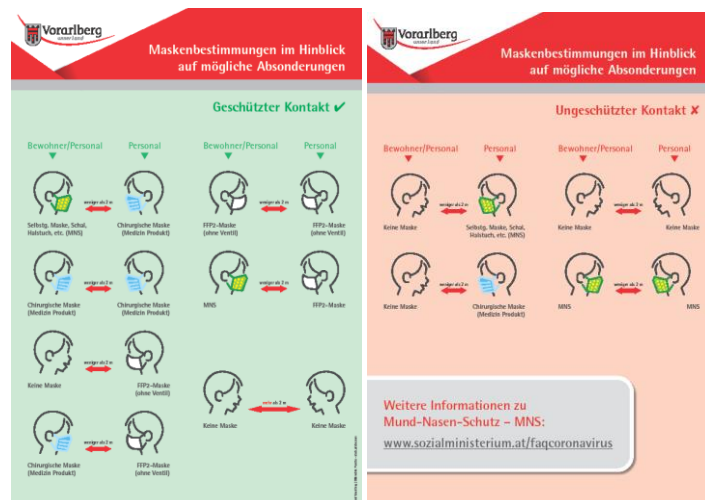 Vorarlberg
unser Land
Maskenbestimmungen im Hinblick
auf mögliche Absonderungen
Geschützter Kontakt ✔
Bewohner/Personal
Personal
Bewohner/Personal
Personal
weniger als 2 m
Selbstg. Maske, Schal,
Halstuch, etc. (MNS)
Chirurgische Maske
(Medizin Produkt)
weniger als 2 m
FFP2-Maske
(ohne Ventil)
FFP2-Maske
(ohne Ventil)
weniger als 2 m
Chirurgische Maske
(Medizin Produkt)
Chirurgische Maske
(Medizin Produkt)
weniger als 2 m
MNS
FFP2-Maske
weniger als 2 m
Keine Maske
FFP2-Maske
(ohne Ventil)
als 2 m
Keine Maske
Keine Maske
weniger als 2 m
Chirurgische Maske
(Medizin Produkt)
FFP2-Maske
(ohne Ventil)
Vorarlberg
unser Land
Maskenbestimmungen im Hinblick
auf mögliche Absonderungen
Ungeschützter Kontakt ✘
Bewohner/Personal
Personal
Bewohner/Personal
Personal
weniger als 2 m
Keine Maske
Selbstg. Maske, Schal,
Halstuch, etc. (MNS)
weniger als 2 m
Keine Maske
Keine Maske
weniger als 2 m
Keine Maske
Chirurgische Maske
(Medizin Produkt)
weniger als 2 m
MNS
MNS
Weitere Informationen zu
Mund-Nasen-Schutz – MNS:
www.sozialministerium.at/faqcoronavirus